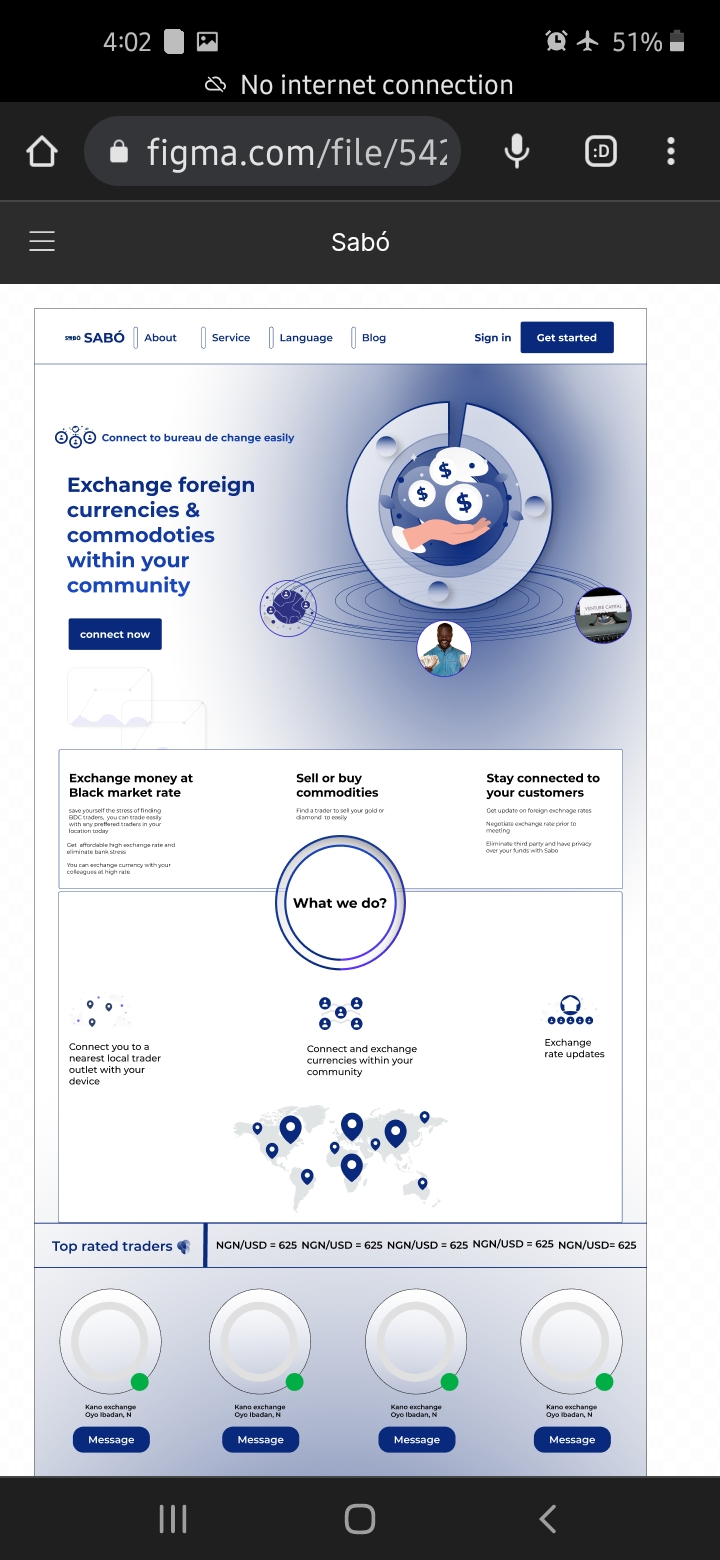 4:02
51%
No internet connection
figma.com/file/542
:D
Sabó
SABÓ SABÓ About Service Language Blog Sign in Get started
Connect to bureau de change easily
Exchange foreign
currencies &
commodoties
within your
community
connect now
VENTURE CAPITAL
Exchange money at
Black market rate
save yourself the stress of finding
BDC traders, you can trade easily
with any preffered traders in your
location today
Get affordable high exchange rate and
eliminate bank stress
You can exchange currency with your
colleagues at high rate
Sell or buy
commodities
Find a trader to sell your gold or
diamond to easily
Stay connected to
your customers
Get update on foreign exchnage rates
Negotiate exchange rate prior to
meeting
Eliminate third party and have privacy
over your funds with Sabo
What we do?
Connect you to a
nearest local trader
outlet with your
device
Connect and exchange
currencies within your
community
Exchange
rate updates
Top rated traders
NGN/USD = 625 NGN/USD = 625 NGN/USD = 625 NGN/USD = 625 NGN/USD= 625
Kano exchange
Oyo Ibadan, N
Message
Kano exchange
Oyo Ibadan, N
Message
Kano exchange
Oyo Ibadan, N
Message
Kano exchange
Oyo Ibadan, N
Message